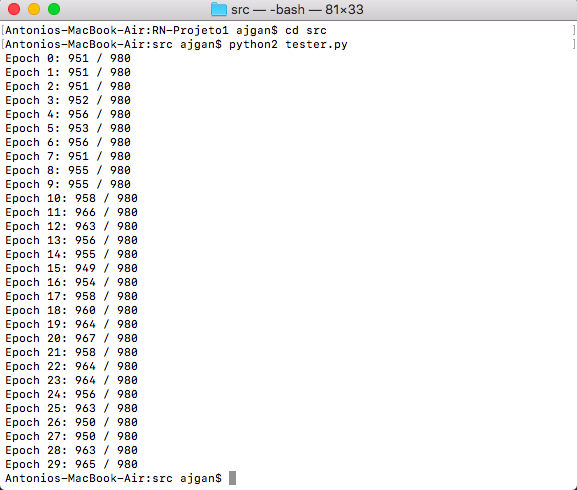 src — -bash — 81×33
[Antonios-MacBook-Air:RN-Projeto1 ajgan$ cd src ]
[Antonios-MacBook-Air:src ajgan$ python2 tester.py ]
Epoch 0: 951 / 980
Epoch 1: 951 / 980
Epoch 2: 951 / 980
Epoch 3: 952 / 980
Epoch 4: 956 / 980
Epoch 5: 953 / 980
Epoch 6: 956 / 980
Epoch 7: 951 / 980
Epoch 8: 955 / 980
Epoch 9: 955 / 980
Epoch 10: 958 / 980
Epoch 11: 966 / 980
Epoch 12: 963 / 980
Epoch 13: 956 / 980
Epoch 14: 955 / 980
Epoch 15: 949 / 980
Epoch 16: 954 / 980
Epoch 17: 958 / 980
Epoch 18: 960 / 980
Epoch 19: 964 / 980
Epoch 20: 967 / 980
Epoch 21: 958 / 980
Epoch 22: 964 / 980
Epoch 23: 964 / 980
Epoch 24: 956 / 980
Epoch 25: 963 / 980
Epoch 26: 950 / 980
Epoch 27: 950 / 980
Epoch 28: 963 / 980
Epoch 29: 965 / 980
Antonios-MacBook-Air:src ajgan$